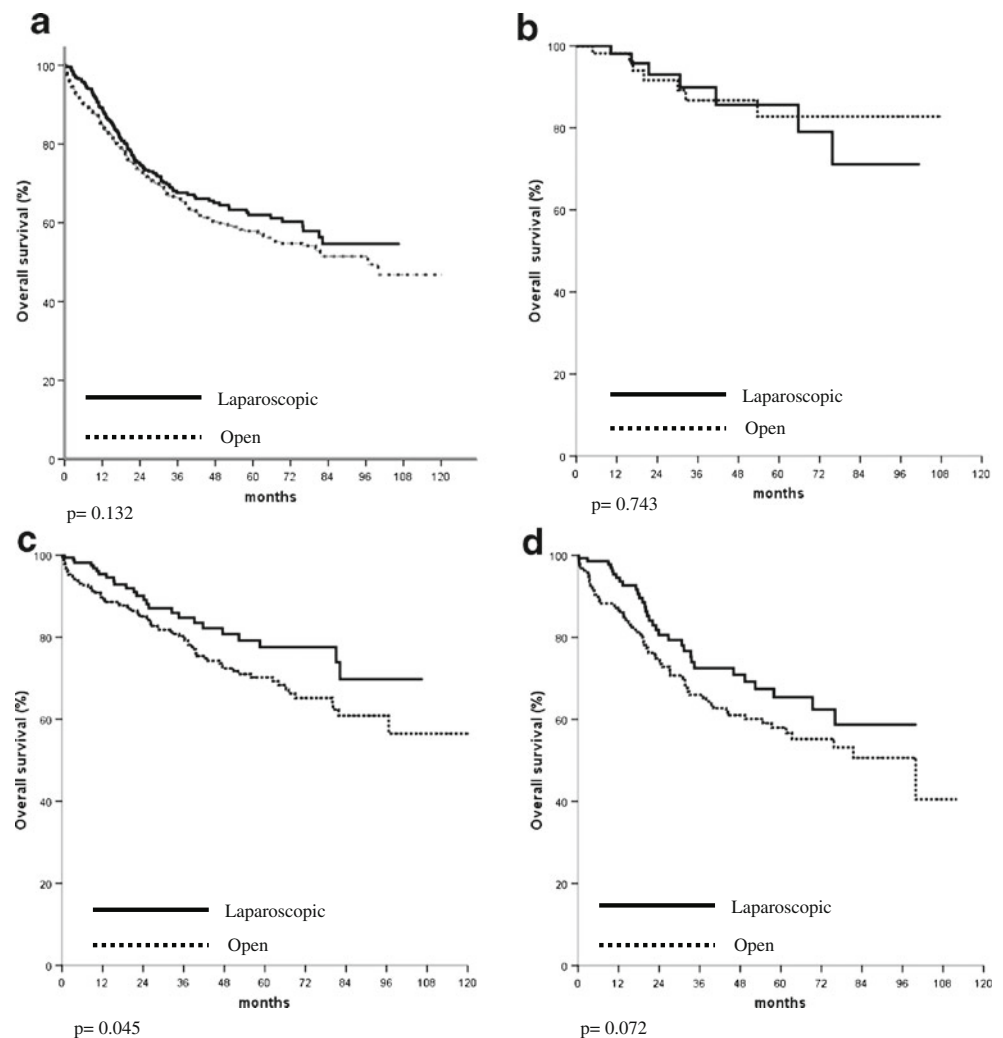 a
Overall survival (%)
100
80
60
40
20
0
0 12 24 36 48 60 72 84 96 108 120
months
Laparoscopic
Open
p= 0.132
b
Overall survival (%)
100
80
60
40
20
0
0 12 24 36 48 60 72 84 96 108 120
months
Laparoscopic
Open
p= 0.743
c
Overall survival (%)
100
80
60
40
20
0
0 12 24 36 48 60 72 84 96 108 120
months
Laparoscopic
Open
p= 0.045
d
Overall survival (%)
100
80
60
40
20
0
0 12 24 36 48 60 72 84 96 108 120
months
Laparoscopic
Open
p= 0.072